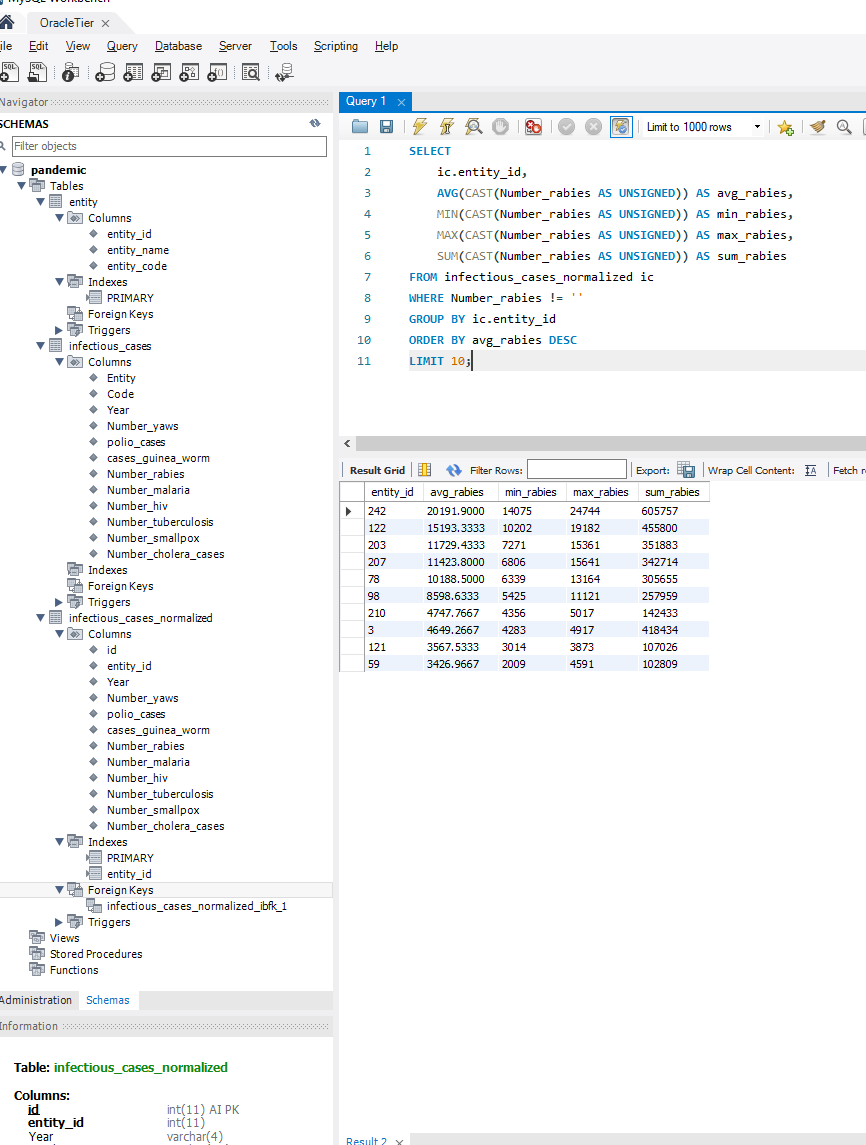 MySQL Workbench
OracleTier
ile Edit View Query Database Server Tools Scripting Help
Navigator
SCHEMAS
Filter objects
pandemic
Tables
entity
Columns
entity_id
entity_name
entity_code
Indexes
PRIMARY
Foreign Keys
Triggers
infectious_cases
Columns
Entity
Code
Year
Number_yaws
polio_cases
cases_guinea_worm
Number_rabies
Number_malaria
Number_hiv
Number_tuberculosis
Number_smallpox
Number_cholera_cases
Indexes
Foreign Keys
Triggers
infectious_cases_normalized
Columns
id
entity_id
Year
Number_yaws
polio_cases
cases_guinea_worm
Number_rabies
Number_malaria
Number_hiv
Number_tuberculosis
Number_smallpox
Number_cholera_cases
Indexes
PRIMARY
entity_id
Foreign Keys
infectious_cases_normalized_ibfk_1
Triggers
Views
Stored Procedures
Functions
Administration Schemas
Information
Table: infectious_cases_normalized
Columns:
id int(11) AI PK
entity_id int(11)
Year varchar(4)
Query 1
Limit to 1000 rows
1 SELECT
2 ic.entity_id,
3 AVG(CAST(Number_rabies AS UNSIGNED)) AS avg_rabies,
4 MIN(CAST(Number_rabies AS UNSIGNED)) AS min_rabies,
5 MAX(CAST(Number_rabies AS UNSIGNED)) AS max_rabies,
6 SUM(CAST(Number_rabies AS UNSIGNED)) AS sum_rabies
7 FROM infectious_cases_normalized ic
8 WHERE Number_rabies != ''
9 GROUP BY ic.entity_id
10 ORDER BY avg_rabies DESC
11 LIMIT 10;
Result Grid Filter Rows: Export: Wrap Cell Content: Fetch r
entity_id avg_rabies min_rabies max_rabies sum_rabies
242 20191.9000 14075 24744 605757
122 15193.3333 10202 19182 455800
203 11729.4333 7271 15361 351883
207 11423.8000 6806 15641 342714
78 10188.5000 6339 13164 305655
98 8598.6333 5425 11121 257959
210 4747.7667 4356 5017 142433
3 4649.2667 4283 4917 418434
121 3567.5333 3014 3873 107026
59 3426.9667 2009 4591 102809
Result 2